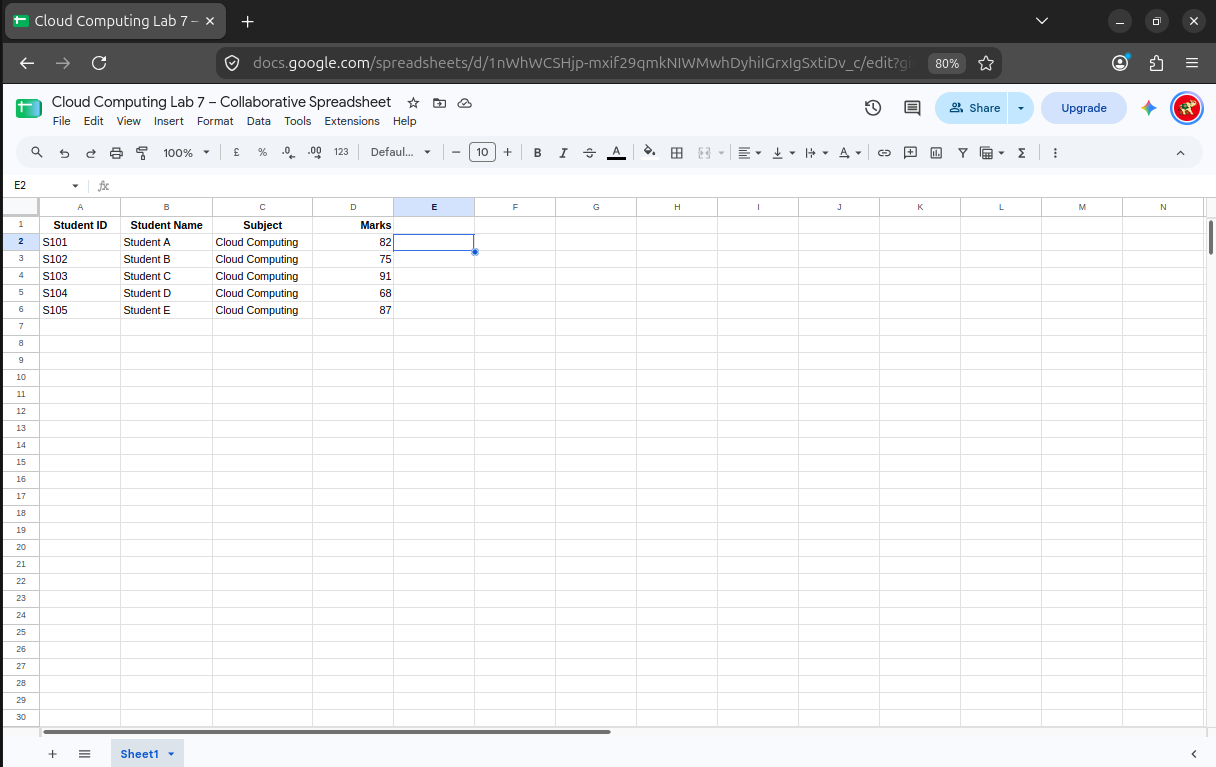 Cloud Computing Lab 7 –
docs.google.com/spreadsheets/d/1nWhWCSHjp-mxif29qmkNIWMwhDyhiIGrxIgSxtiDv_c/edit?gi
80%
Cloud Computing Lab 7 – Collaborative Spreadsheet
Share
Upgrade
File Edit View Insert Format Data Tools Extensions Help
100% £ % .0 .00 123 Defaul... 10 B I A Σ
E2 fx
A B C D E F G H I J K L M N
1 Student ID Student Name Subject Marks
2 S101 Student A Cloud Computing 82
3 S102 Student B Cloud Computing 75
4 S103 Student C Cloud Computing 91
5 S104 Student D Cloud Computing 68
6 S105 Student E Cloud Computing 87
7
8
9
10
11
12
13
14
15
16
17
18
19
20
21
22
23
24
25
26
27
28
29
30
Sheet1